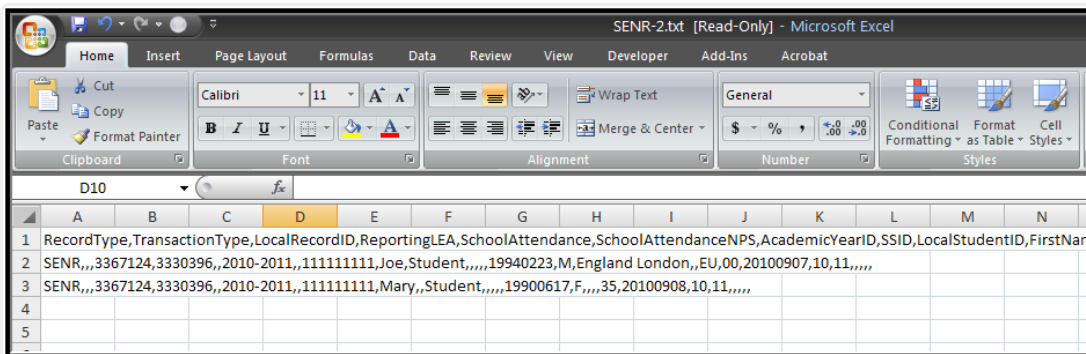 SENR-2.txt [Read-Only] - Microsoft Excel
Home Insert Page Layout Formulas Data Review View Developer Add-Ins Acrobat
Paste
Cut
Copy
Format Painter
Clipboard
Calibri 11 A A
B I U A
Font
Wrap Text
Merge & Center
Alignment
General
$ % , .0 .00 .00 .0
Number
Conditional Formatting
Format as Table
Cell Styles
Styles
D10 fx
A B C D E F G H I J K L M N
1 RecordType,TransactionType,LocalRecordID,ReportingLEA,SchoolAttendance,SchoolAttendanceNPS,AcademicYearID,SSID,LocalStudentID,FirstNar
2 SENR,,,3367124,3330396,,2010-2011,,111111111,Joe,Student,,,,,19940223,M,England London,,EU,00,20100907,10,11,,,,,
3 SENR,,,3367124,3330396,,2010-2011,,111111111,Mary,,Student,,,,,19900617,F,,,,35,20100908,10,11,,,,,
4
5